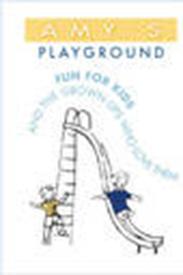 AMY'S
PLAYGROUND
FUN FOR KIDS
AND THE GROWN UPS WHO LOVE THEM